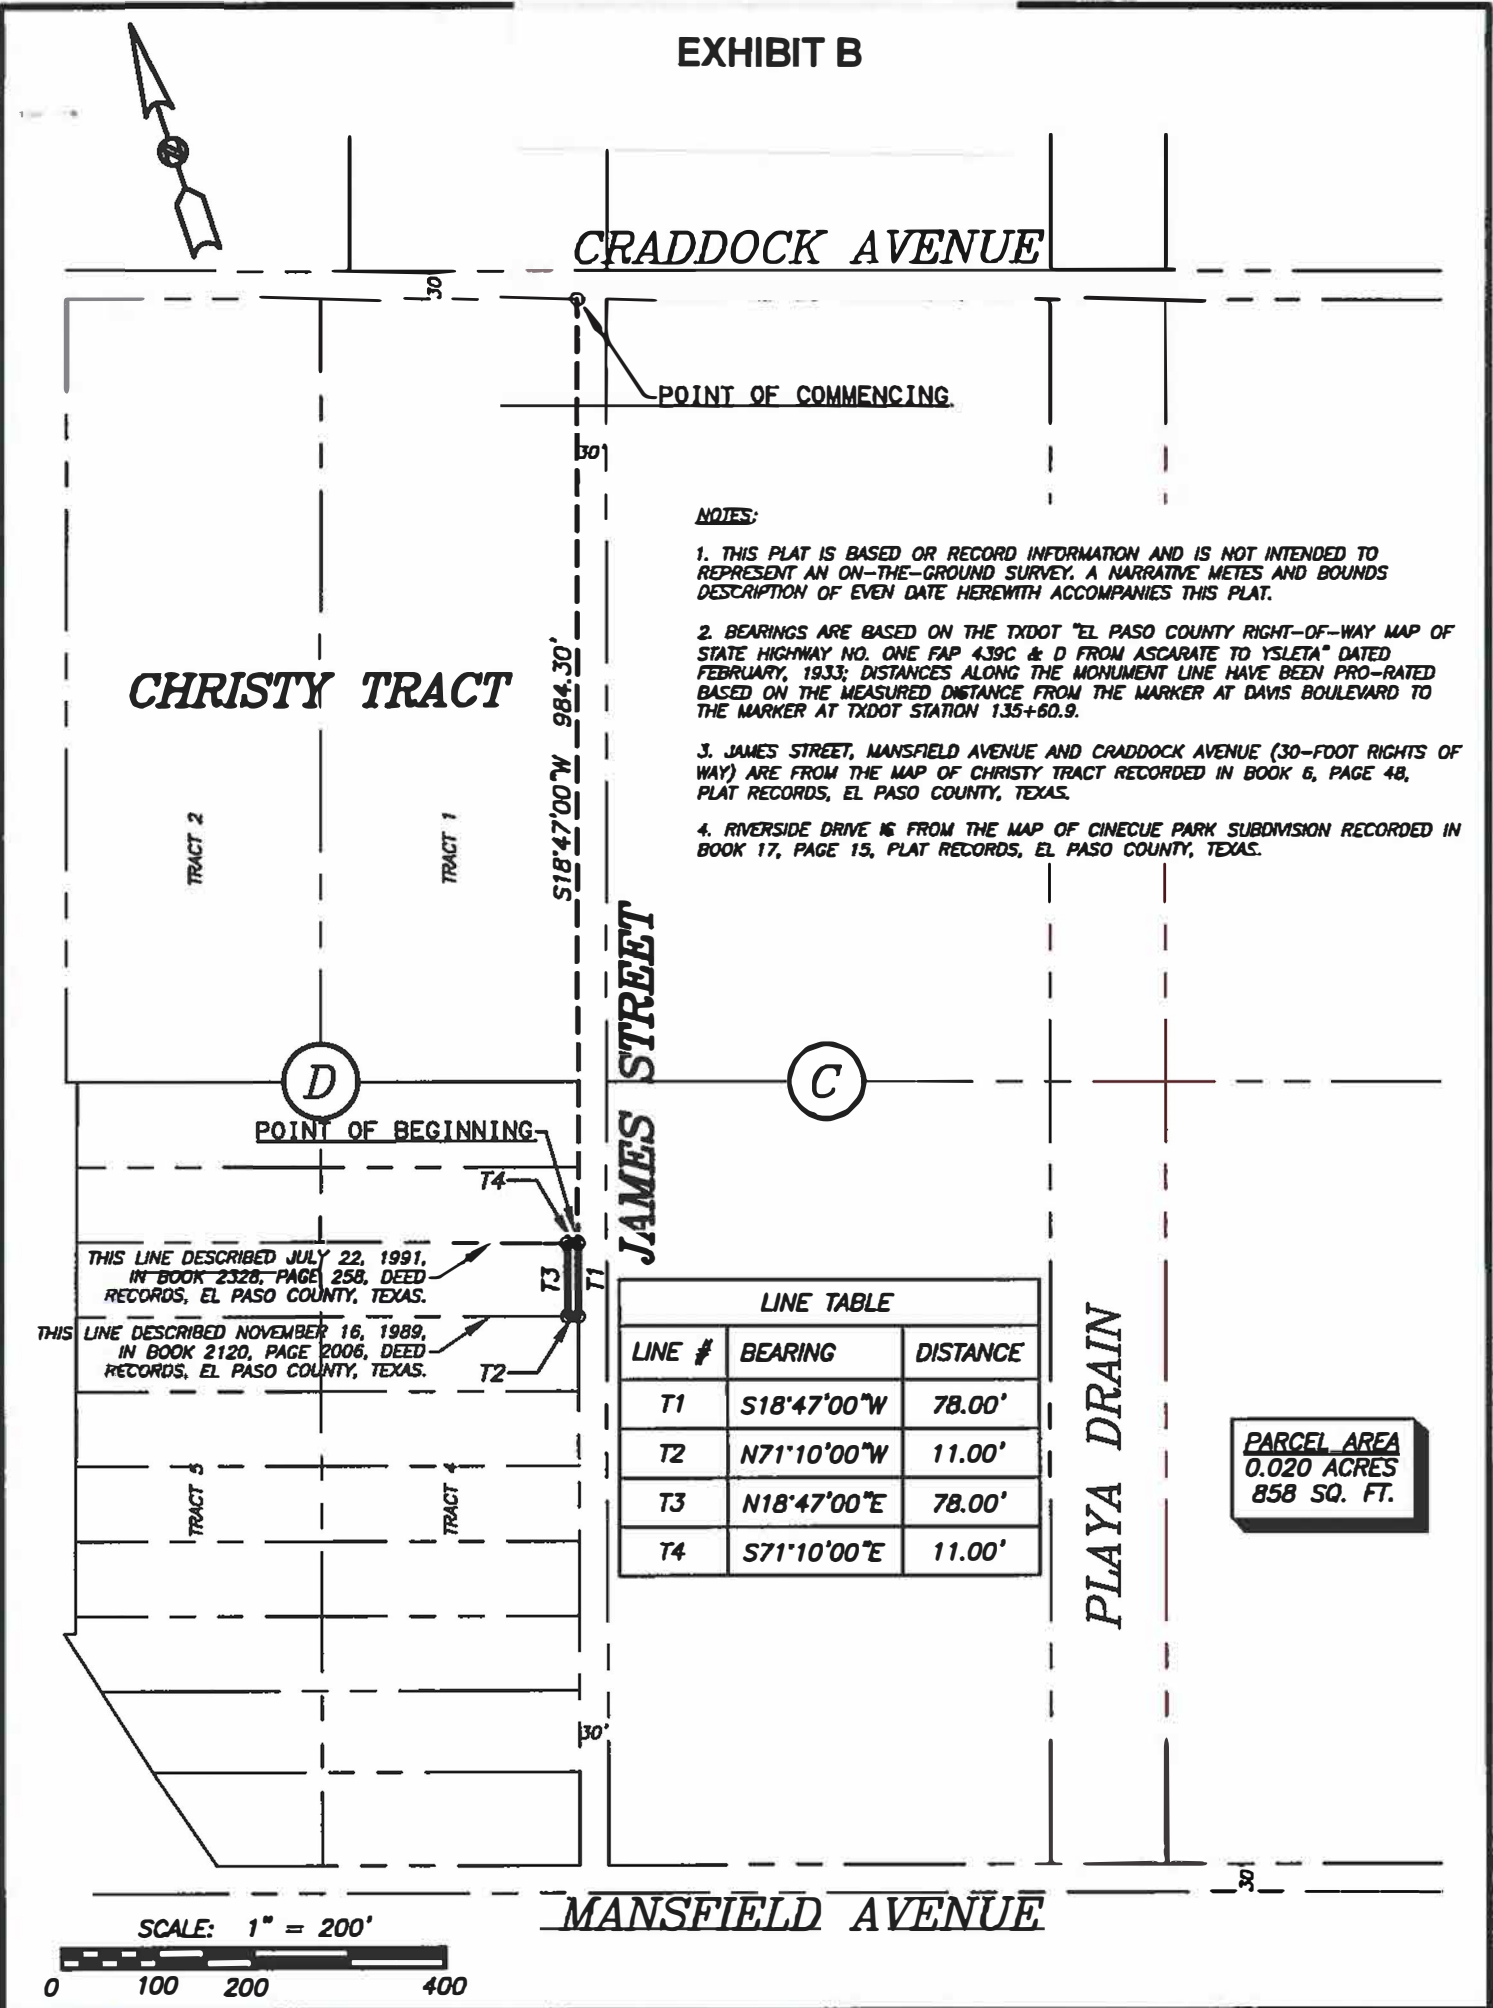 EXHIBIT B
N
CRADDOCK AVENUE
30'
POINT OF COMMENCING
30'
NOTES:
1. THIS PLAT IS BASED OR RECORD INFORMATION AND IS NOT INTENDED TO
REPRESENT AN ON-THE-GROUND SURVEY. A NARRATIVE METES AND BOUNDS
DESCRIPTION OF EVEN DATE HEREWITH ACCOMPANIES THIS PLAT.
2. BEARINGS ARE BASED ON THE TXDOT "EL PASO COUNTY RIGHT-OF-WAY MAP OF
STATE HIGHWAY NO. ONE FAP 439C & D FROM ASCARATE TO YSLETA" DATED
FEBRUARY, 1933; DISTANCES ALONG THE MONUMENT LINE HAVE BEEN PRO-RATED
BASED ON THE MEASURED DISTANCE FROM THE MARKER AT DAVIS BOULEVARD TO
THE MARKER AT TXDOT STATION 135+60.9.
3. JAMES STREET, MANSFIELD AVENUE AND CRADDOCK AVENUE (30-FOOT RIGHTS OF
WAY) ARE FROM THE MAP OF CHRISTY TRACT RECORDED IN BOOK 6, PAGE 48,
PLAT RECORDS, EL PASO COUNTY, TEXAS.
4. RIVERSIDE DRIVE IS FROM THE MAP OF CINECUE PARK SUBDIVISION RECORDED IN
BOOK 17, PAGE 15, PLAT RECORDS, EL PASO COUNTY, TEXAS.
CHRISTY TRACT
S18°47'00"W 984.30'
TRACT 2
TRACT 1
JAMES STREET
D
C
POINT OF BEGINNING
T4
THIS LINE DESCRIBED JULY 22, 1991,
IN BOOK 2328, PAGE 258, DEED
RECORDS, EL PASO COUNTY, TEXAS.
T3
T1
THIS LINE DESCRIBED NOVEMBER 16, 1989,
IN BOOK 2120, PAGE 2006, DEED
RECORDS, EL PASO COUNTY, TEXAS.
T2
LINE TABLE
LINE # BEARING DISTANCE
T1 S18°47'00"W 78.00'
T2 N71°10'00"W 11.00'
T3 N18°47'00"E 78.00'
T4 S71°10'00"E 11.00'
PLAYA DRAIN
PARCEL AREA
0.020 ACRES
858 SQ. FT.
TRACT 5
TRACT 4
30'
30'
MANSFIELD AVENUE
SCALE: 1" = 200'
0 100 200 400